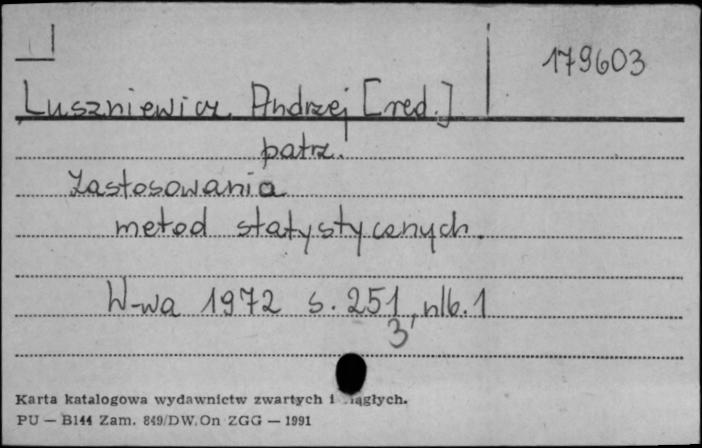 179603
Luszniewicz, Andrzej [red.]
patrz.
Zastosowania
metod statystycznych.
W-wa 1972 s. 251, nlb. 1
3
Karta katalogowa wydawnictw zwartych i iągłych.
PU — B144 Zam. 849/DW.On ZGG — 1991